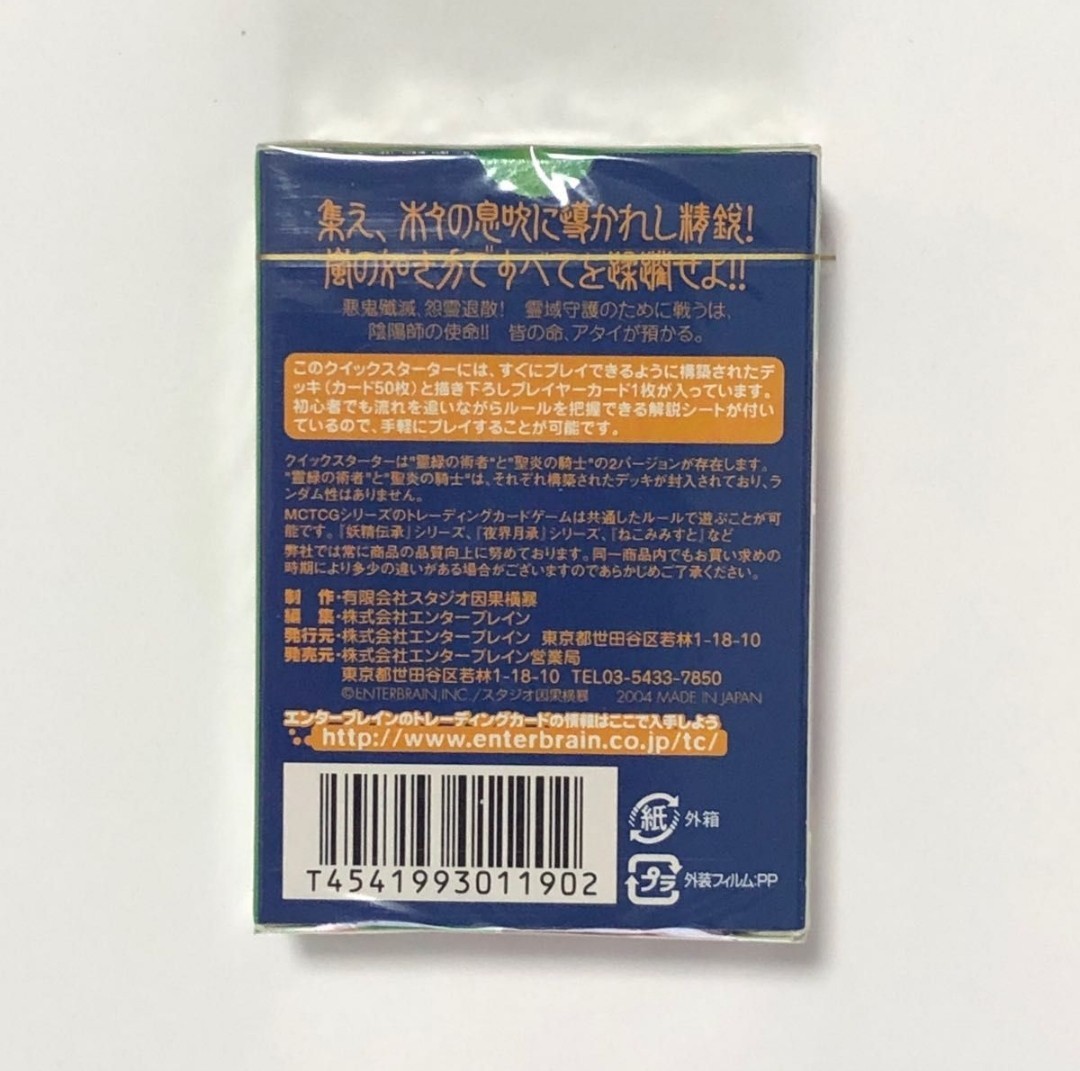 集え、木々の息吹に導かれし精鋭!
嵐の如き力ですべてを蹂躙せよ!!
悪鬼殲滅、怨霊退散! 霊域守護のために戦うは、
陰陽師の使命!! 皆の命、アタイが預かる。
このクイックスターターには、すぐにプレイできるように構築されたデ
ッキ(カード50枚)と描き下ろしプレイヤーカード1枚が入っています。
初心者でも流れを追いながらルールを把握できる解説シートが付い
ているので、手軽にプレイすることが可能です。
クイックスターターは"霊緑の術者"と"聖炎の騎士"の2バージョンが存在します。
"霊緑の術者"と"聖炎の騎士"は、それぞれ構築されたデッキが封入されており、ラ
ンダム性はありません。
MCTCGシリーズのトレーディングカードゲームは共通したルールで遊ぶことが可
能です。『妖精伝承』シリーズ、『夜界月承』シリーズ、『ねこみみすと』など
弊社では常に商品の品質向上に努めております。同一商品内でもお買い求めの
時期により多少の違いがある場合がございますのであらかじめご了承ください。
制 作・有限会社スタジオ因果横暴
編 集・株式会社エンターブレイン
発行元・株式会社エンターブレイン 東京都世田谷区若林1-18-10
発売元・株式会社エンターブレイン営業局
東京都世田谷区若林1-18-10 TEL03-5433-7850
©ENTERBRAIN,INC./スタジオ因果横暴 2004 MADE IN JAPAN
エンターブレインのトレーディングカードの情報はここで入手しよう
http://www.enterbrain.co.jp/tc/
T4541993011902
紙 外箱
プラ 外装フィルム:PP